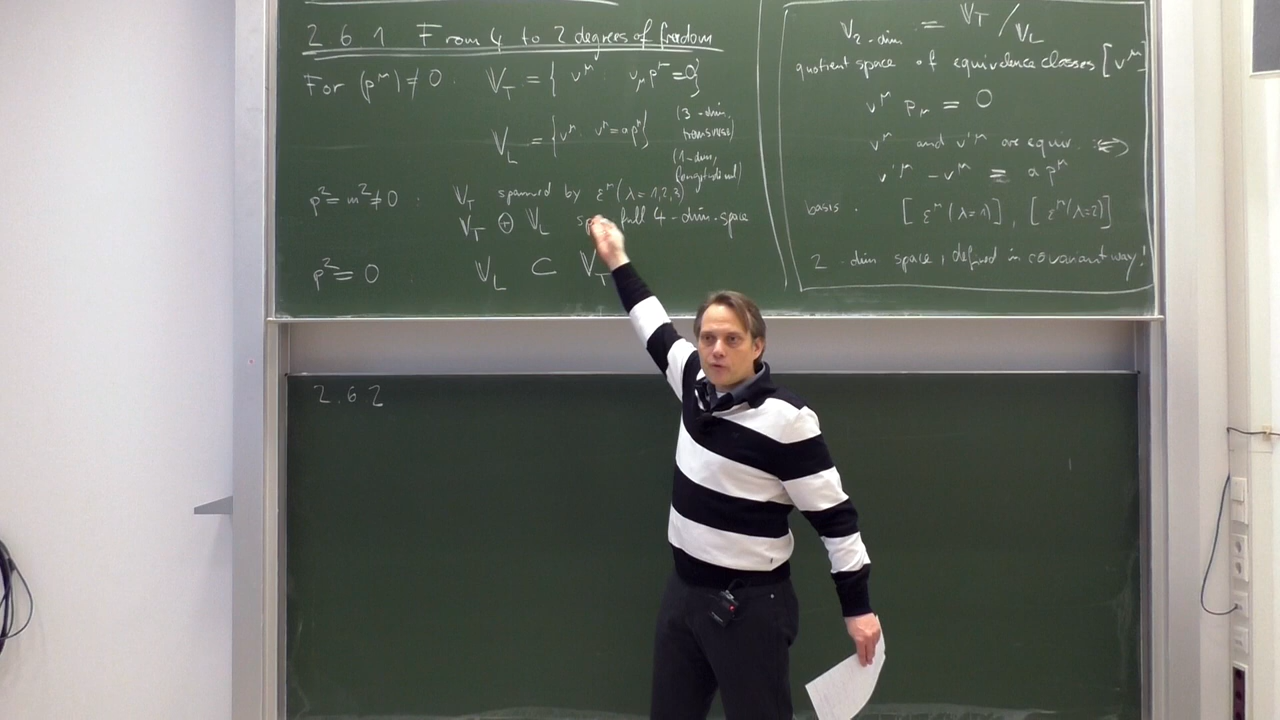 2.6.1 From 4 to 2 degrees of freedom
For (p^μ) ≠ 0 : V_T = { v^μ : v_μ p^μ = 0 }
(3-dim, transverse)
V_L = { v^μ : v^μ = a p^μ }
(1-dim, longitudinal)
p² = m² ≠ 0 : V_T spanned by ε^μ(λ=1,2,3)
V_T ⊕ V_L full 4-dim. space
p² = 0 V_L ⊂ V_T
V_2-dim = V_T / V_L
quotient space of equivalence classes [v^μ]
v^μ p_μ = 0
v^μ and v'^μ are equiv. :⇔
v'^μ - v^μ = a p^μ
basis: [ε^μ(λ=1)], [ε^μ(λ=2)]
2-dim space, defined in covariant way!
2.6.2